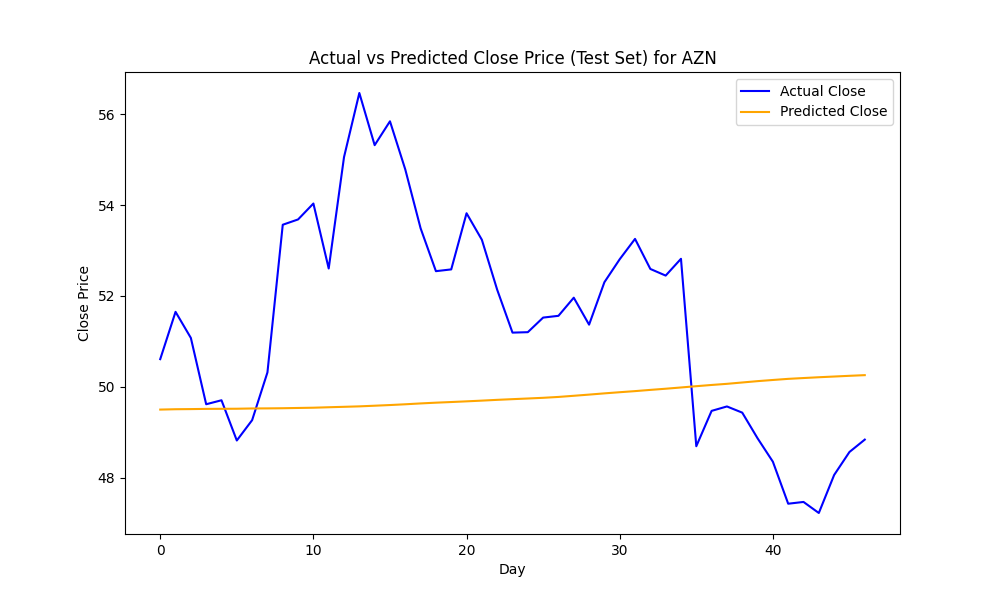 Actual vs Predicted Close Price (Test Set) for AZN
Actual Close
Predicted Close
56
54
52
50
48
Close Price
0 10 20 30 40
Day